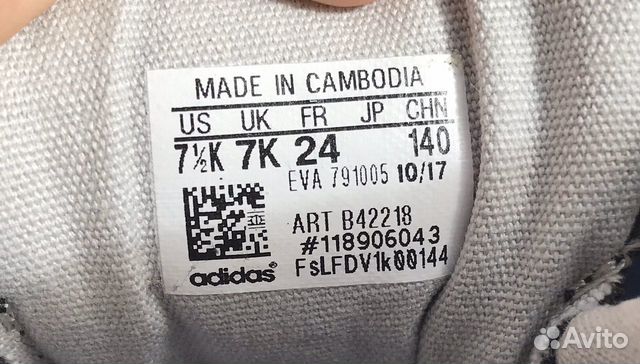 MADE IN CAMBODIA
US UK FR JP CHN
7½K 7K 24 140
EVA 791005 10/17
ART B42218
#118906043
adidas FsLFDV1k00144
Avito